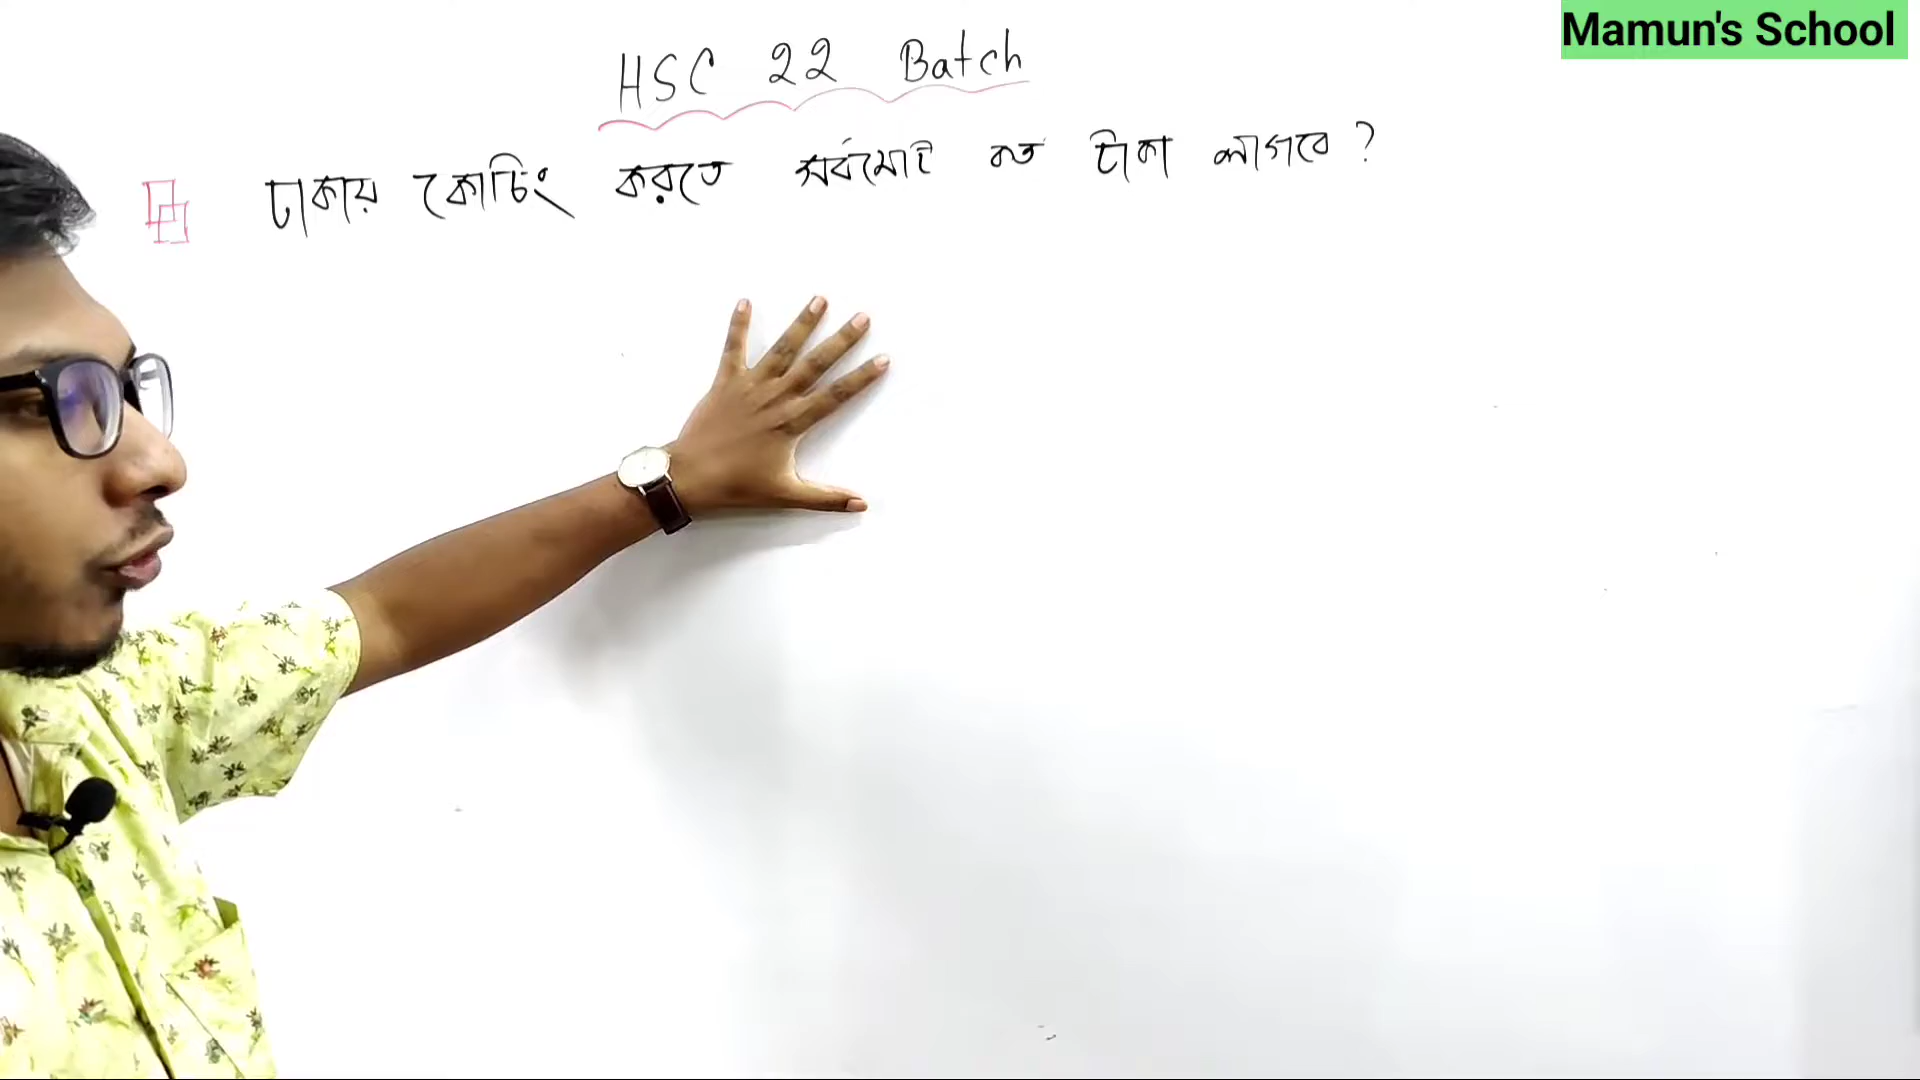 Mamun's School
HSC 22 Batch
ঢাকায় কোচিং করতে সর্বমোট কত টাকা লাগবে ?